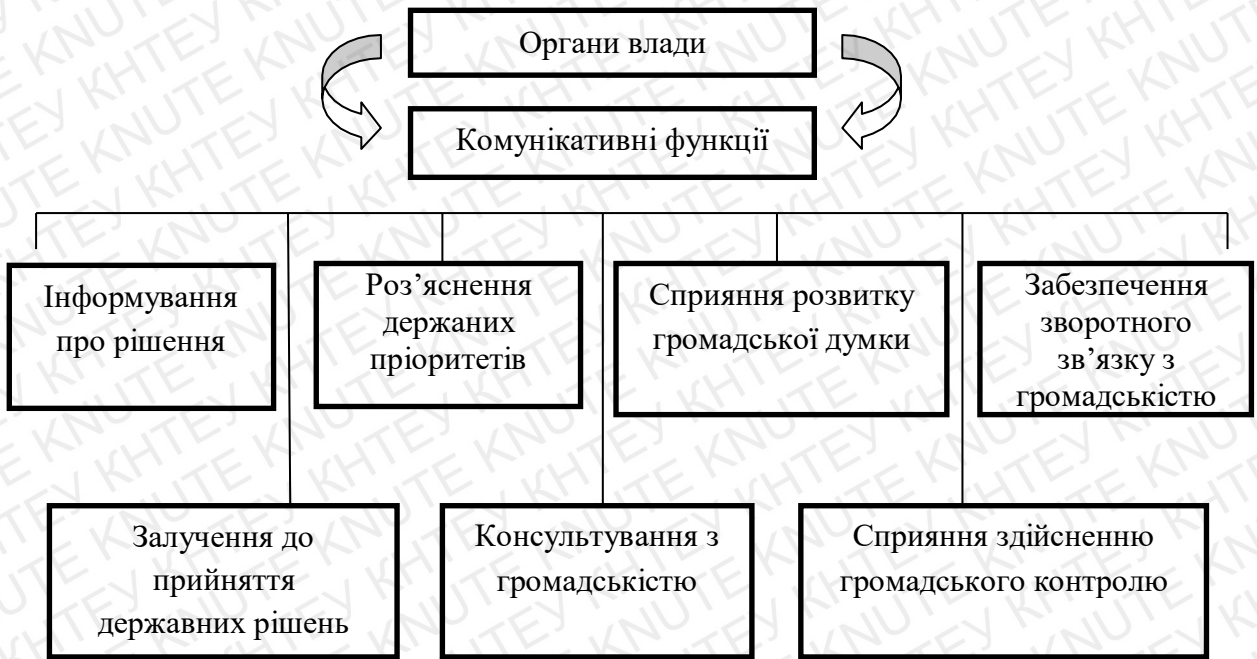 Органи влади
Комунікативні функції
Інформування
про рішення
Роз’яснення
держаних
пріоритетів
Сприяння розвитку
громадської думки
Забезпечення
зворотного
зв’язку з
громадськістю
Залучення до
прийняття
державних рішень
Консультування з
громадськістю
Сприяння здійсненню
громадського контролю